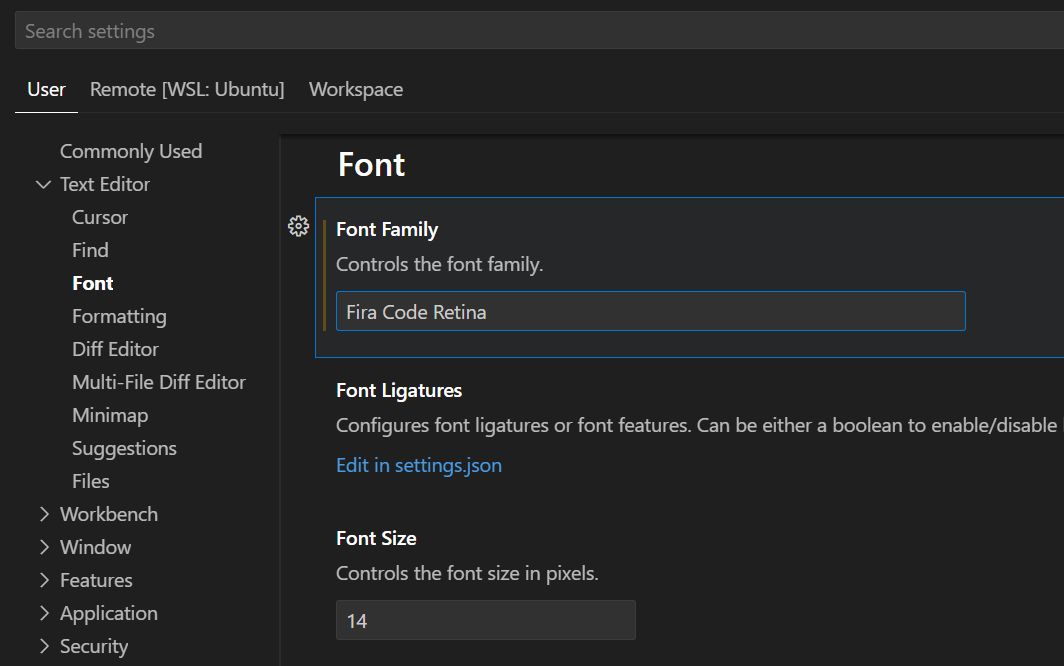 Search settings
User Remote [WSL: Ubuntu] Workspace
Commonly Used
Text Editor
Cursor
Find
Font
Formatting
Diff Editor
Multi-File Diff Editor
Minimap
Suggestions
Files
Workbench
Window
Features
Application
Security
Font
Font Family
Controls the font family.
Fira Code Retina
Font Ligatures
Configures font ligatures or font features. Can be either a boolean to enable/disable
Edit in settings.json
Font Size
Controls the font size in pixels.
14